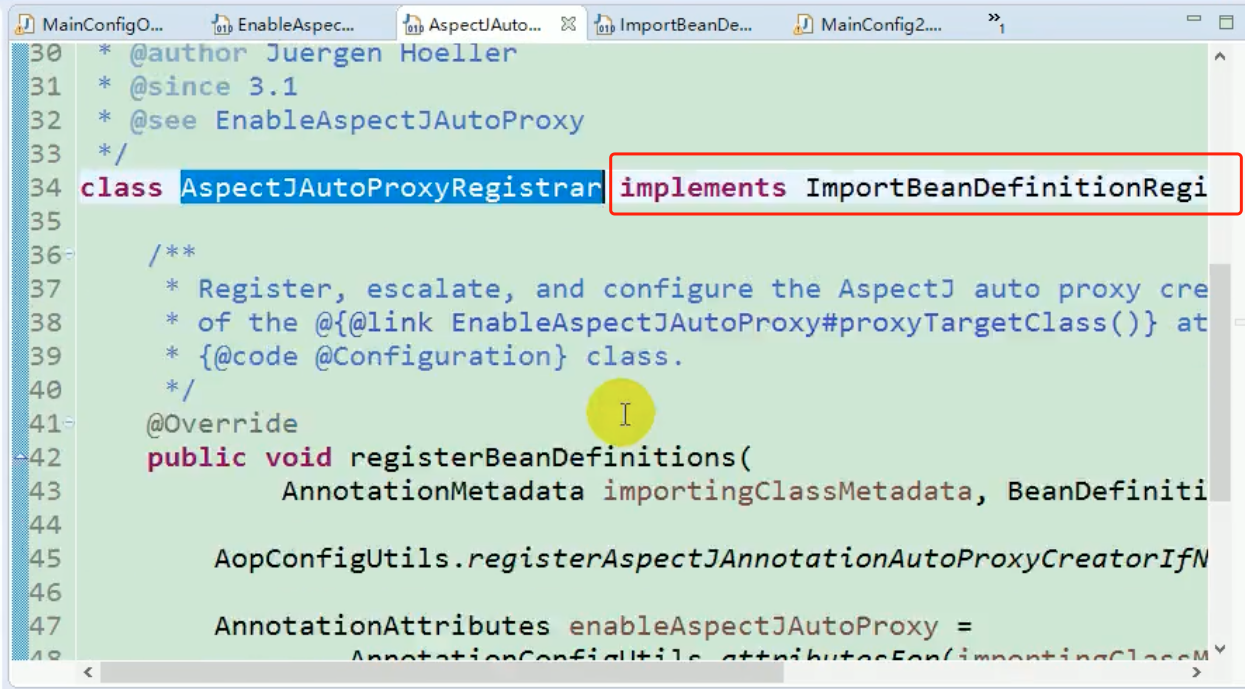 MainConfigO... EnableAspec... AspectJAuto... ImportBeanDe... MainConfig2.... »1
30 * @author Juergen Hoeller
31 * @since 3.1
32 * @see EnableAspectJAutoProxy
33 */
34 class AspectJAutoProxyRegistrar implements ImportBeanDefinitionRegi
35
36 /**
37 * Register, escalate, and configure the AspectJ auto proxy cre
38 * of the @{@link EnableAspectJAutoProxy#proxyTargetClass()} at
39 * {@code @Configuration} class.
40 */
41 @Override
42 public void registerBeanDefinitions(
43 AnnotationMetadata importingClassMetadata, BeanDefiniti
44
45 AopConfigUtils.registerAspectJAnnotationAutoProxyCreatorIfN
46
47 AnnotationAttributes enableAspectJAutoProxy =
48 AnnotationConfigUtils.attributesFor(importingClassM